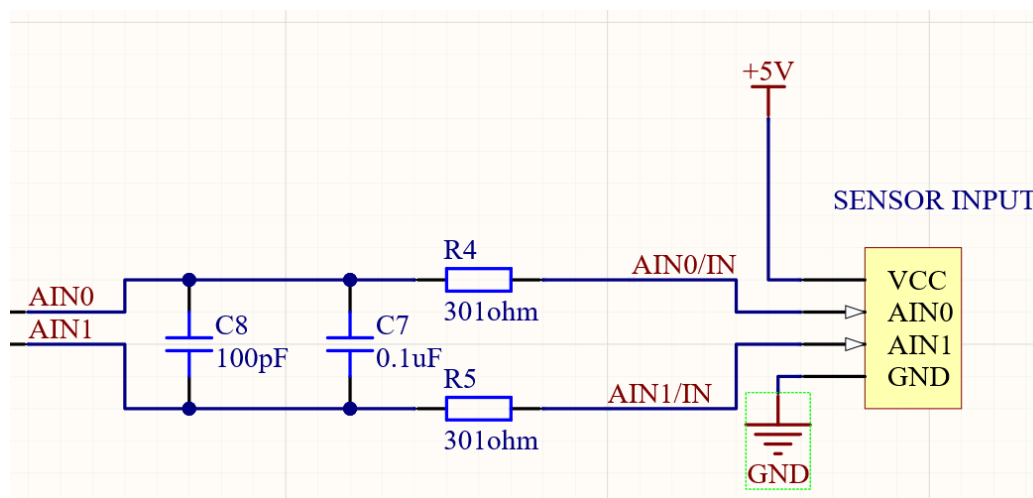 +5V
SENSOR INPUT
R4
AIN0/IN
VCC
AIN0
301ohm
AIN0
AIN1
C8
C7
AIN1
100pF
0.1uF
R5
AIN1/IN
GND
301ohm
GND